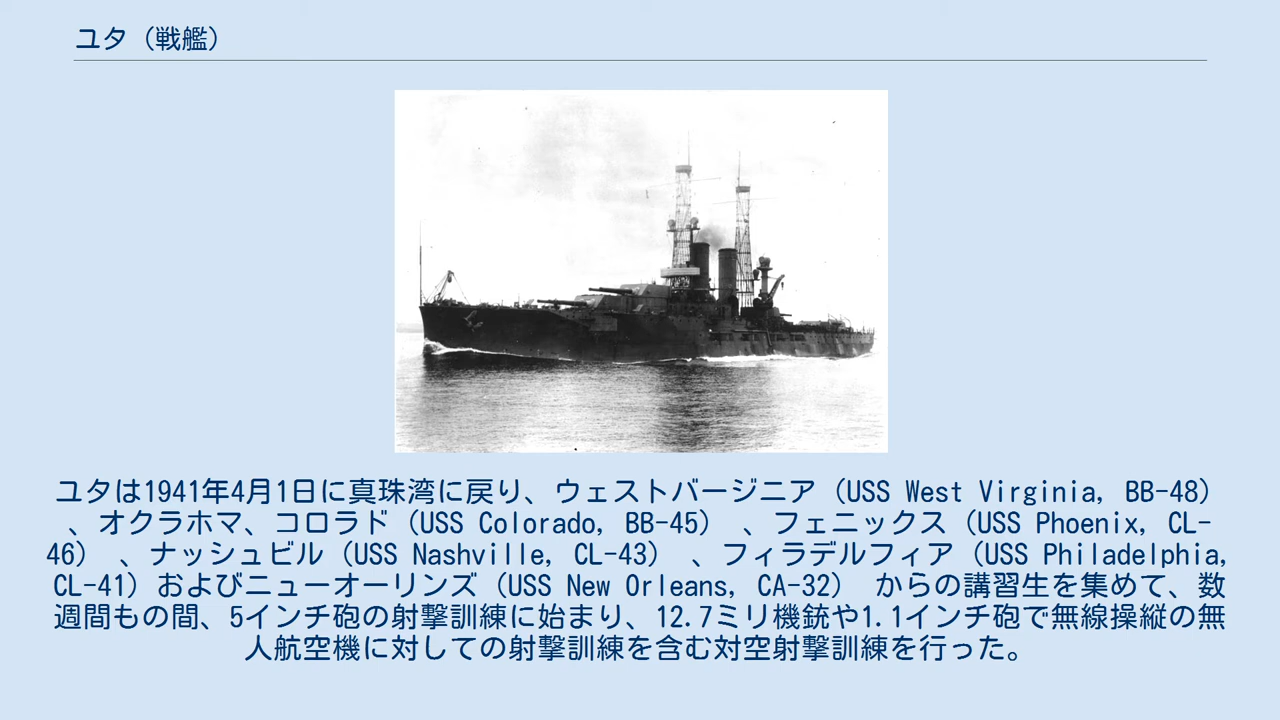 ユタ（戦艦）
ユタは1941年4月1日に真珠湾に戻り、ウェストバージニア（USS West Virginia, BB-48）
、オクラホマ、コロラド（USS Colorado, BB-45） 、フェニックス（USS Phoenix, CL-
46） 、ナッシュビル（USS Nashville, CL-43） 、フィラデルフィア（USS Philadelphia,
CL-41）およびニューオーリンズ（USS New Orleans, CA-32） からの講習生を集めて、数
週間もの間、5インチ砲の射撃訓練に始まり、12.7ミリ機銃や1.1インチ砲で無線操縦の無
人航空機に対しての射撃訓練を含む対空射撃訓練を行った。